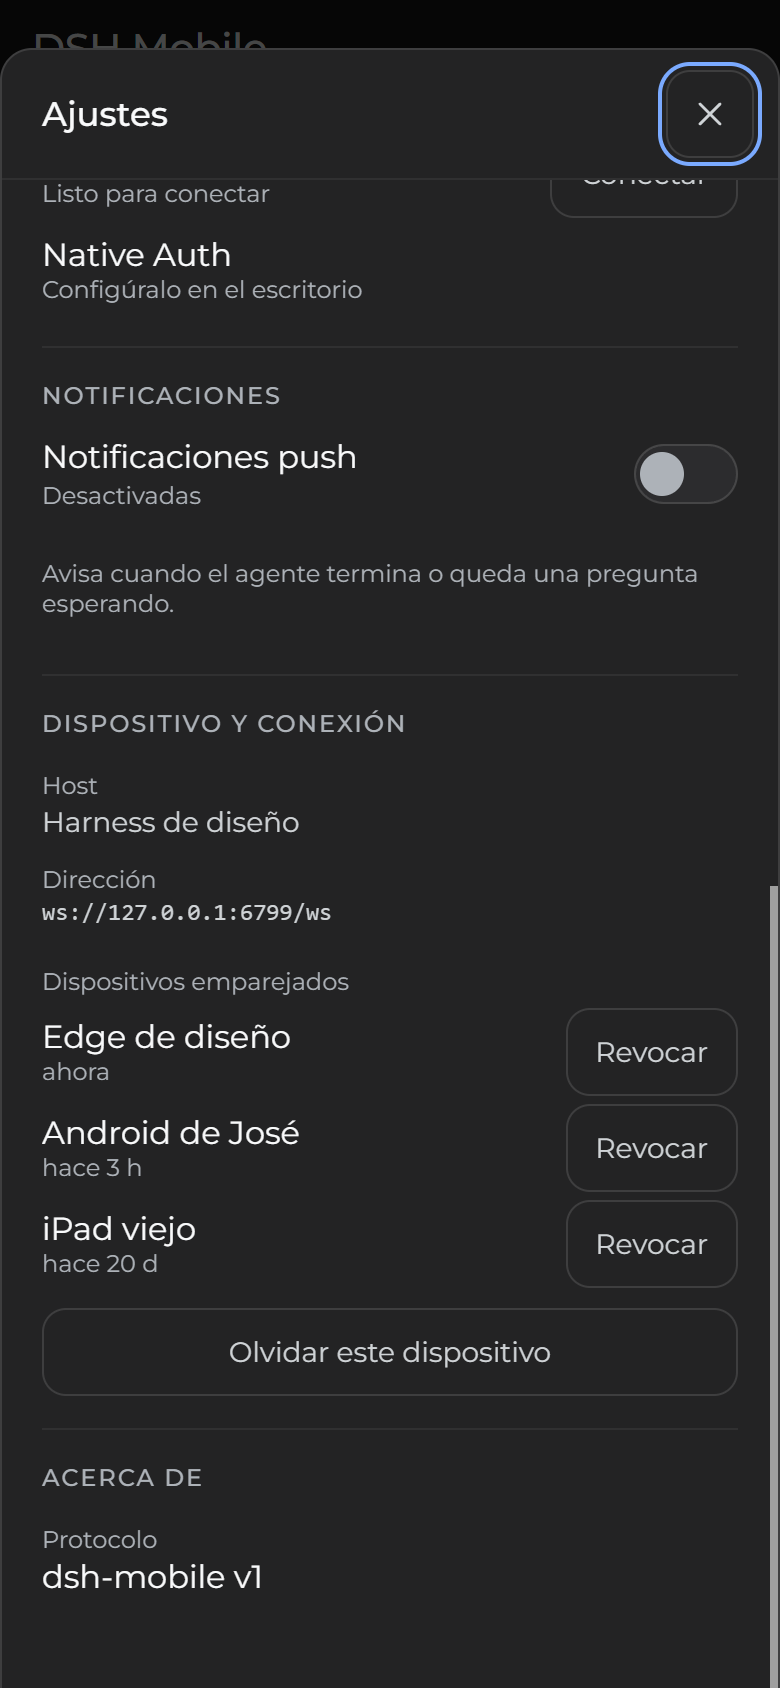 DSH Mobile
Ajustes
Listo para conectar
Conectar
Native Auth
Configúralo en el escritorio
NOTIFICACIONES
Notificaciones push
Desactivadas
Avisa cuando el agente termina o queda una pregunta
esperando.
DISPOSITIVO Y CONEXIÓN
Host
Harness de diseño
Dirección
ws://127.0.0.1:6799/ws
Dispositivos emparejados
Edge de diseño
Revocar
ahora
Android de José
Revocar
hace 3 h
iPad viejo
Revocar
hace 20 d
Olvidar este dispositivo
ACERCA DE
Protocolo
dsh-mobile v1